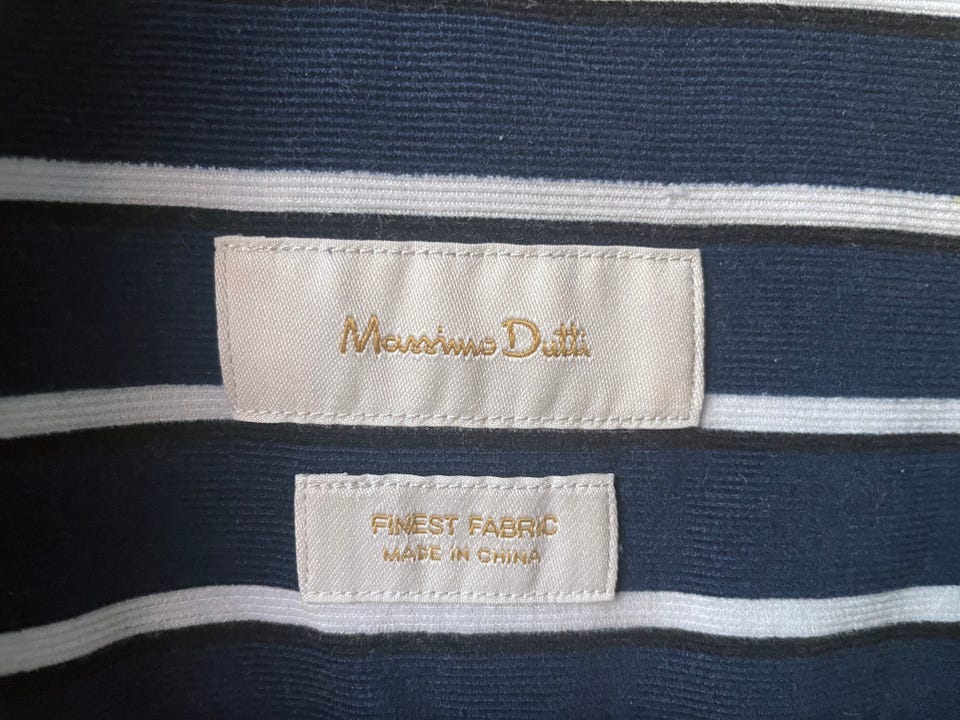 Massimo Dutti
FINEST FABRIC
MADE IN CHINA